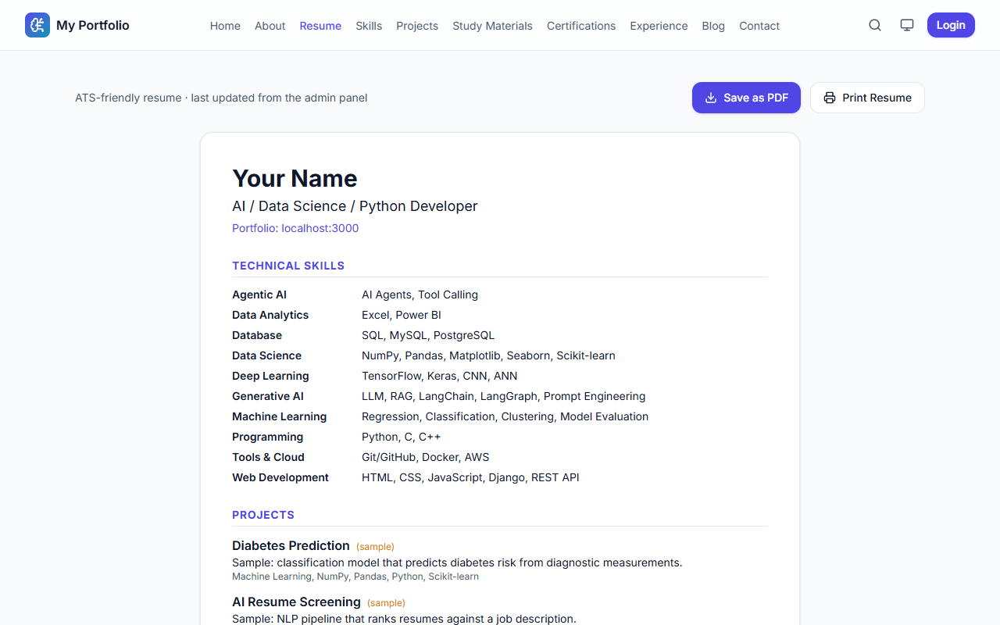 My Portfolio
Home About Resume Skills Projects Study Materials Certifications Experience Blog Contact
Login
ATS-friendly resume · last updated from the admin panel
Save as PDF
Print Resume
Your Name
AI / Data Science / Python Developer
Portfolio: localhost:3000
TECHNICAL SKILLS
Agentic AI AI Agents, Tool Calling
Data Analytics Excel, Power BI
Database SQL, MySQL, PostgreSQL
Data Science NumPy, Pandas, Matplotlib, Seaborn, Scikit-learn
Deep Learning TensorFlow, Keras, CNN, ANN
Generative AI LLM, RAG, LangChain, LangGraph, Prompt Engineering
Machine Learning Regression, Classification, Clustering, Model Evaluation
Programming Python, C, C++
Tools & Cloud Git/GitHub, Docker, AWS
Web Development HTML, CSS, JavaScript, Django, REST API
PROJECTS
Diabetes Prediction (sample)
Sample: classification model that predicts diabetes risk from diagnostic measurements.
Machine Learning, NumPy, Pandas, Python, Scikit-learn
AI Resume Screening (sample)
Sample: NLP pipeline that ranks resumes against a job description.